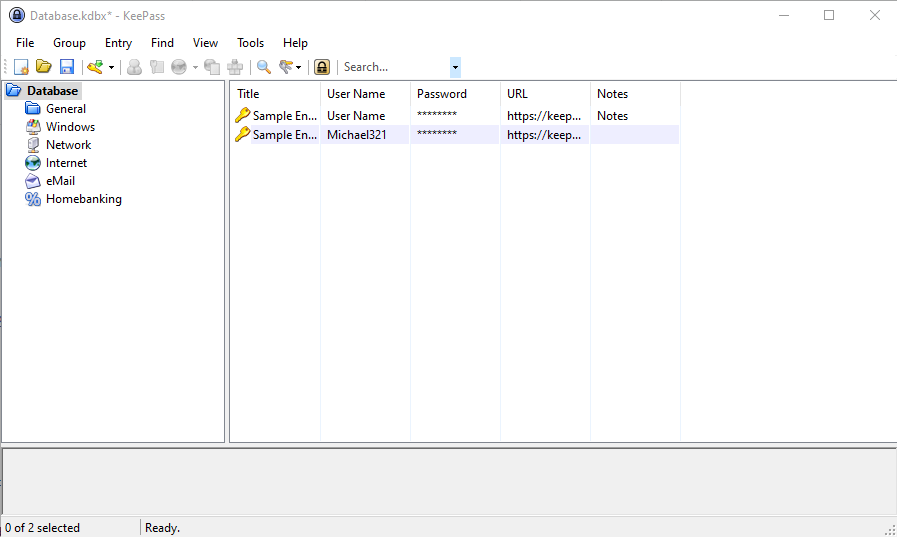 Database.kdbx* - KeePass
File Group Entry Find View Tools Help
Search...
Database
General
Windows
Network
Internet
eMail
Homebanking
Title User Name Password URL Notes
Sample En... User Name ******** https://keep... Notes
Sample En... Michael321 ******** https://keep...
0 of 2 selected Ready.